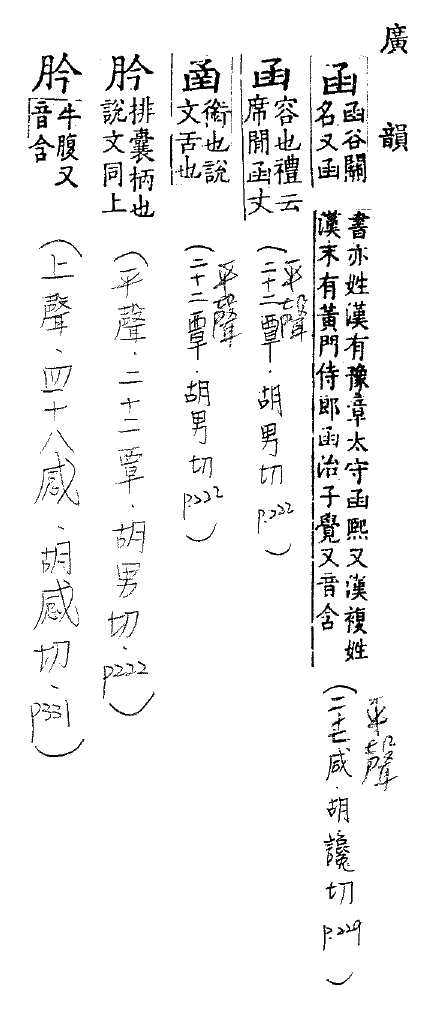 廣韻
函 函谷關
名又函
書亦姓漢有豫章太守函熙又漢複姓
漢末有黃門侍郎函治子覺又音含
(平聲.二十七咸.胡讒切 p.229)
函 容也禮云
席間函丈
(平聲 二十二覃.胡男切 p.222)
函 銜也說
文舌也
(平聲 二十二覃.胡男切 p.222)
肣 排囊柄也
說文同上
(平聲.二十二覃.胡男切.p222)
肣 牛腹又
音含
(上聲.四十八感.胡感切.p331)